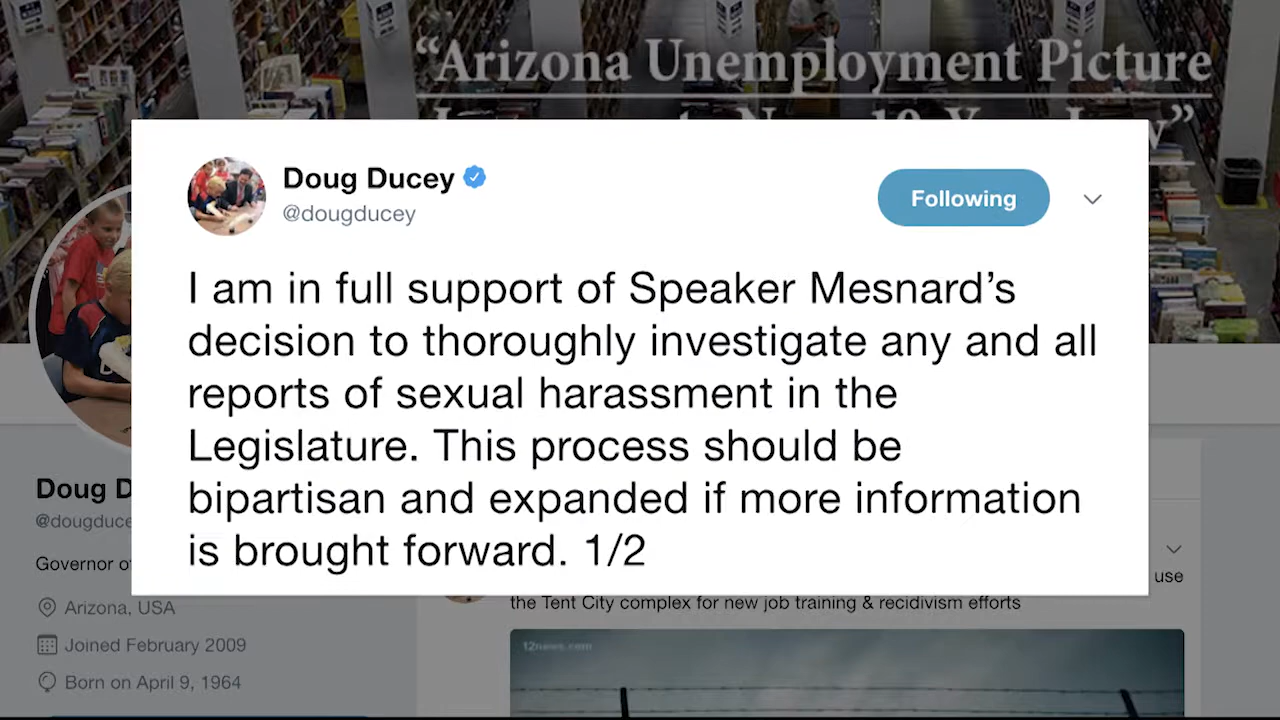 “Arizona Unemployment Picture
Doug Ducey
@dougducey
Following
I am in full support of Speaker Mesnard’s
decision to thoroughly investigate any and all
reports of sexual harassment in the
Legislature. This process should be
bipartisan and expanded if more information
is brought forward. 1/2
Doug D
@dougduce
Governor o
Arizona, USA
Joined February 2009
Born on April 9, 1964
use
the Tent City complex for new job training & recidivism efforts
12news.com